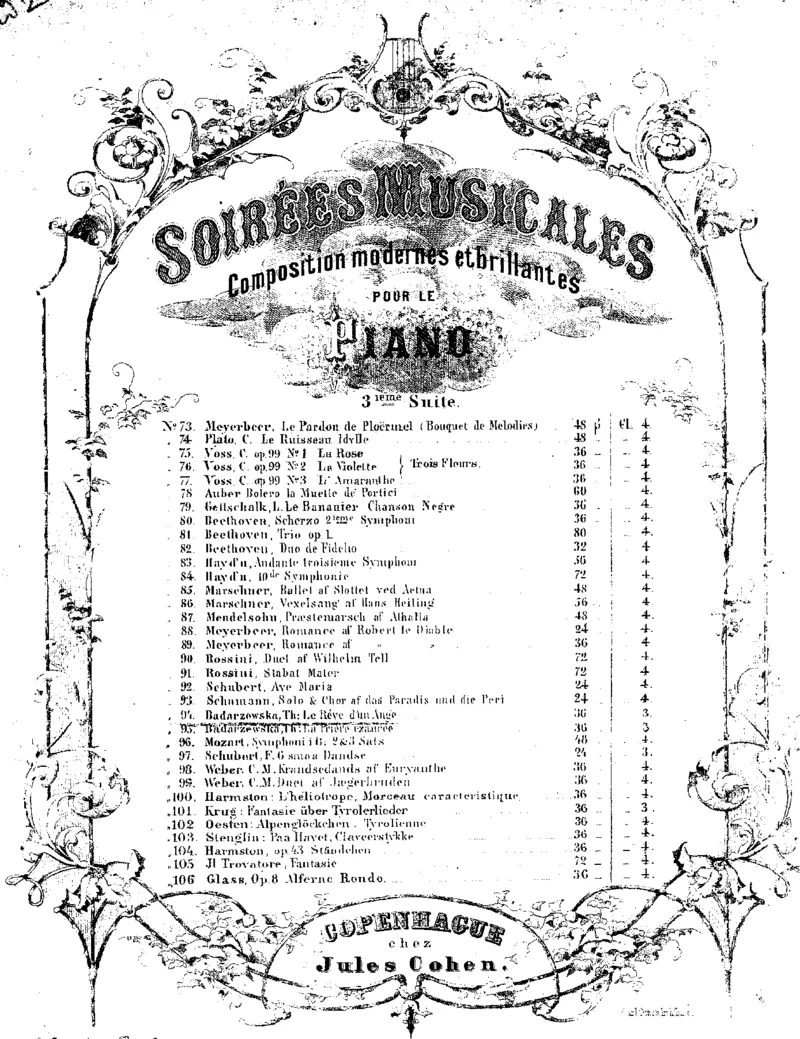 SOIRÉES MUSICALES
Composition modernes et brillantes
POUR LE
PIANO
3ième Suite.
No 73. Meyerbeer, Le Pardon de Ploërmel (Bouquet de Melodies) 48 β Cl. 4.
74. Plato, C. Le Ruisseau Idylle 48 - 4.
75. Voss, C. op. 99 No 1 La Rose 36 - 4.
76. Voss, C. op. 99 No 2 La Violette } Trois Fleurs. 36 - 4.
77. Voss, C. op 99 No 3 L'Amaranthe 36 - 4.
78 Auber Bolero la Muette de Portici 60 - 4.
79. Gottschalk, L. Le Bananier Chanson Negre 36 - 4.
80. Beethoven, Scherzo 2ieme Symphoni 36 - 4.
81. Beethoven, Trio op 1. 80 - 4.
82. Beethoven, Duo de Fidelio 32 - 4.
83. Haydn, Andante troisieme Symphoni 56 - 4.
84. Haydn, 10de Symphonie 72 - 4.
85. Marschner, Ballet af Slottet ved Aetna 48 - 4.
86. Marschner, Vexelsang af Hans Heiling 56 - 4.
87. Mendelsohn, Præstemarsch af Athalia 48 - 4.
88. Meyerbeer, Romance af Robert le Diable 24 - 4.
89. Meyerbeer, Romance af " " 36 - 4.
90. Rossini, Duet af Wilhelm Tell 72 - 4.
91. Rossini, Stabat Mater 72 - 4.
92. Schubert, Ave Maria 24 - 4.
93. Schumann, Solo & Chor af das Paradis und die Peri 24 - 4.
94. Badarzewska, Th: Le Rêve d'un Ange 36 - 3.
95. Badarzewska, Th: La Prière exaucée 36 - 3
96. Mozart, Symphoni i G: 2 & 3 Sats 48 - 4.
97. Schubert, F. 6 smaa Dandse 24 - 3.
98. Weber, C. M. Krandsedands af Euryanthe 36 - 4.
99. Weber, C. M. Duet af Jægerbruden 36 - 4.
100. Harmston: L'héliotrope, Morceau caracteristique 36 - 4.
101. Krug: Fantasie über Tyrolerlieder 36 - 3.
102 Oesten: Alpenglöckchen. Tyrolienne 36 - 4.
103. Stenglin: Paa Havet, Claveerstykke 36 - 4.
104. Harmston, op. 43 Ständchen 36 - 4.
105 Il Trovatore, Fantasie 72 - 4.
106 Glass, Op. 8 Alferne Rondo. 36 - 4.
COPENHAGUE
chez
Jules Cohen.